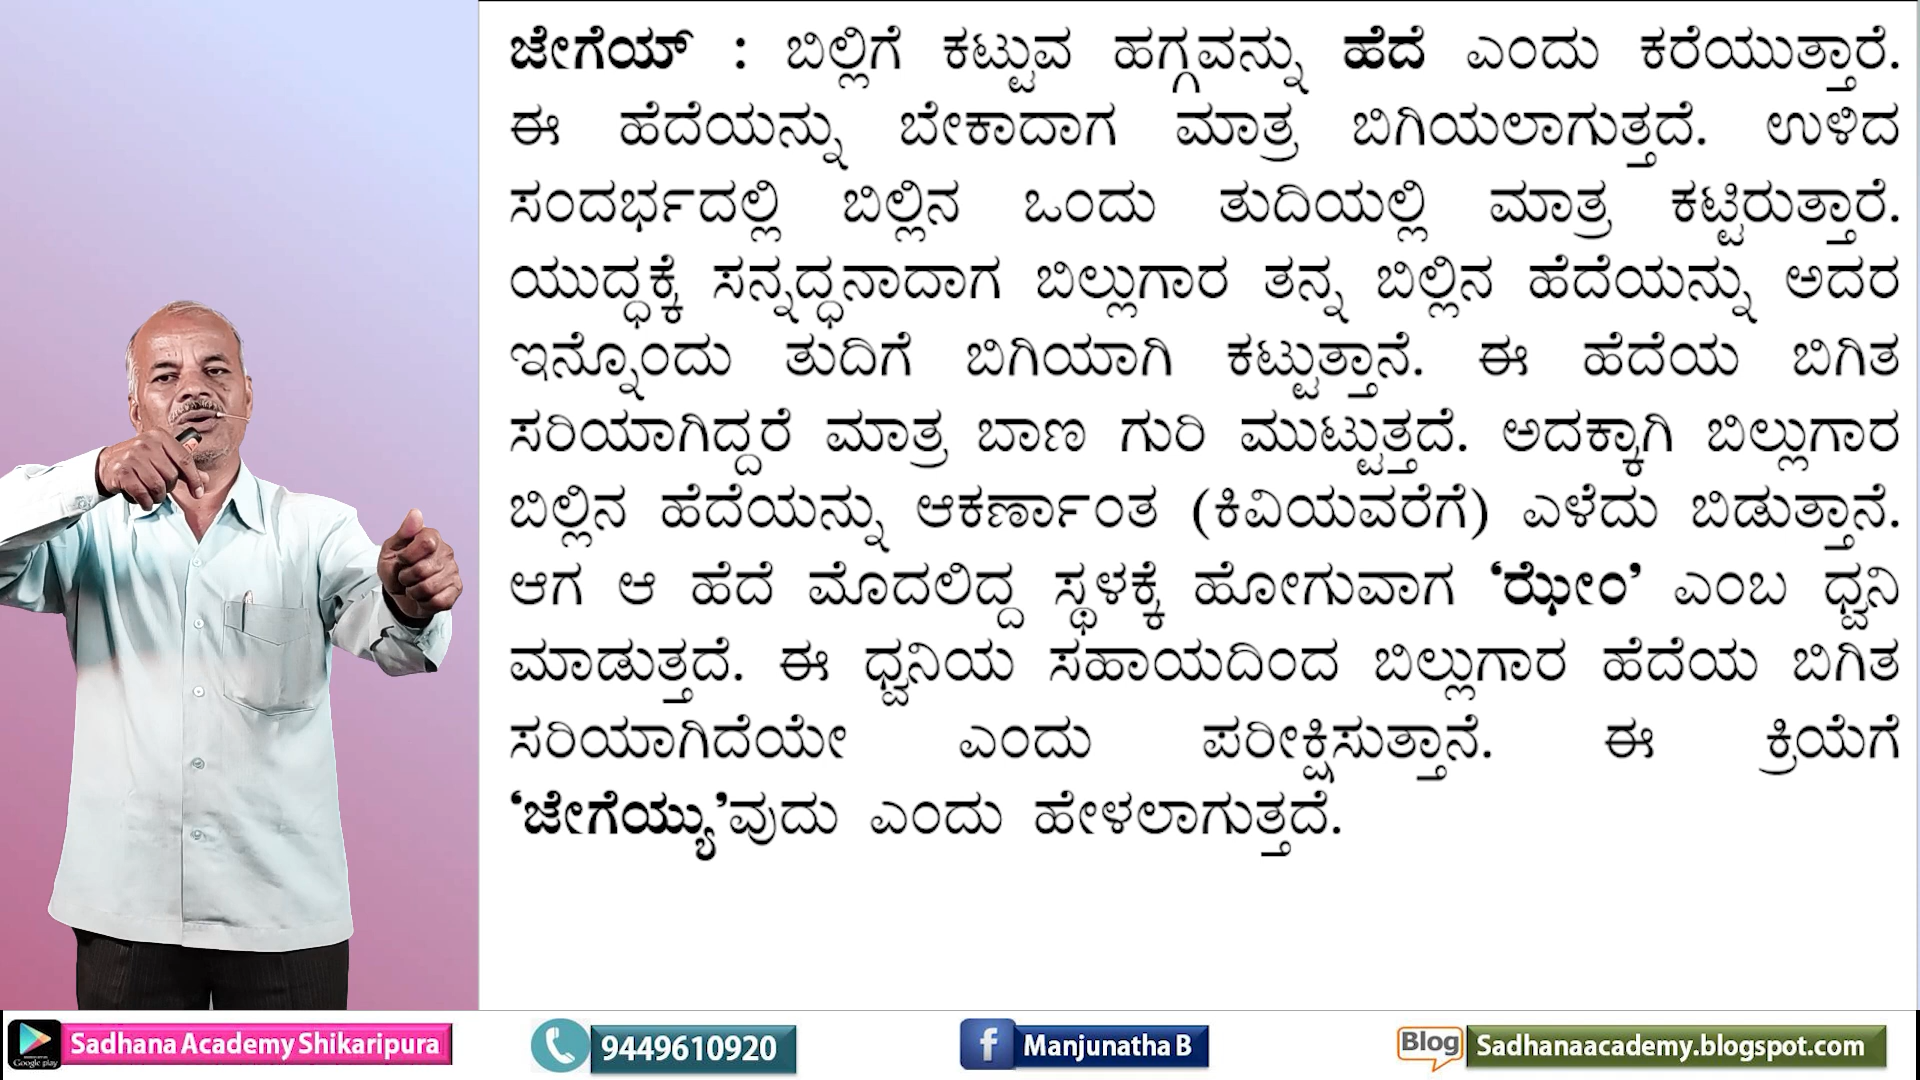 ಜೇಗೆಯ್ : ಬಿಲ್ಲಿಗೆ ಕಟ್ಟುವ ಹಗ್ಗವನ್ನು ಹೆದೆ ಎಂದು ಕರೆಯುತ್ತಾರೆ.
ಈ ಹೆದೆಯನ್ನು ಬೇಕಾದಾಗ ಮಾತ್ರ ಬಿಗಿಯಲಾಗುತ್ತದೆ. ಉಳಿದ
ಸಂದರ್ಭದಲ್ಲಿ ಬಿಲ್ಲಿನ ಒಂದು ತುದಿಯಲ್ಲಿ ಮಾತ್ರ ಕಟ್ಟಿರುತ್ತಾರೆ.
ಯುದ್ಧಕ್ಕೆ ಸನ್ನದ್ಧನಾದಾಗ ಬಿಲ್ಲುಗಾರ ತನ್ನ ಬಿಲ್ಲಿನ ಹೆದೆಯನ್ನು ಅದರ
ಇನ್ನೊಂದು ತುದಿಗೆ ಬಿಗಿಯಾಗಿ ಕಟ್ಟುತ್ತಾನೆ. ಈ ಹೆದೆಯ ಬಿಗಿತ
ಸರಿಯಾಗಿದ್ದರೆ ಮಾತ್ರ ಬಾಣ ಗುರಿ ಮುಟ್ಟುತ್ತದೆ. ಅದಕ್ಕಾಗಿ ಬಿಲ್ಲುಗಾರ
ಬಿಲ್ಲಿನ ಹೆದೆಯನ್ನು ಆಕರ್ಣಾಂತ (ಕಿವಿಯವರೆಗೆ) ಎಳೆದು ಬಿಡುತ್ತಾನೆ.
ಆಗ ಆ ಹೆದೆ ಮೊದಲಿದ್ದ ಸ್ಥಳಕ್ಕೆ ಹೋಗುವಾಗ ‘ಝೇಂ’ ಎಂಬ ಧ್ವನಿ
ಮಾಡುತ್ತದೆ. ಈ ಧ್ವನಿಯ ಸಹಾಯದಿಂದ ಬಿಲ್ಲುಗಾರ ಹೆದೆಯ ಬಿಗಿತ
ಸರಿಯಾಗಿದೆಯೇ ಎಂದು ಪರೀಕ್ಷಿಸುತ್ತಾನೆ. ಈ ಕ್ರಿಯೆಗೆ
‘ಜೇಗೆಯ್ಯು’ವುದು ಎಂದು ಹೇಳಲಾಗುತ್ತದೆ.
Google play
Sadhana Academy Shikaripura
9449610920
f Manjunatha B
Blog Sadhanaacademy.blogspot.com